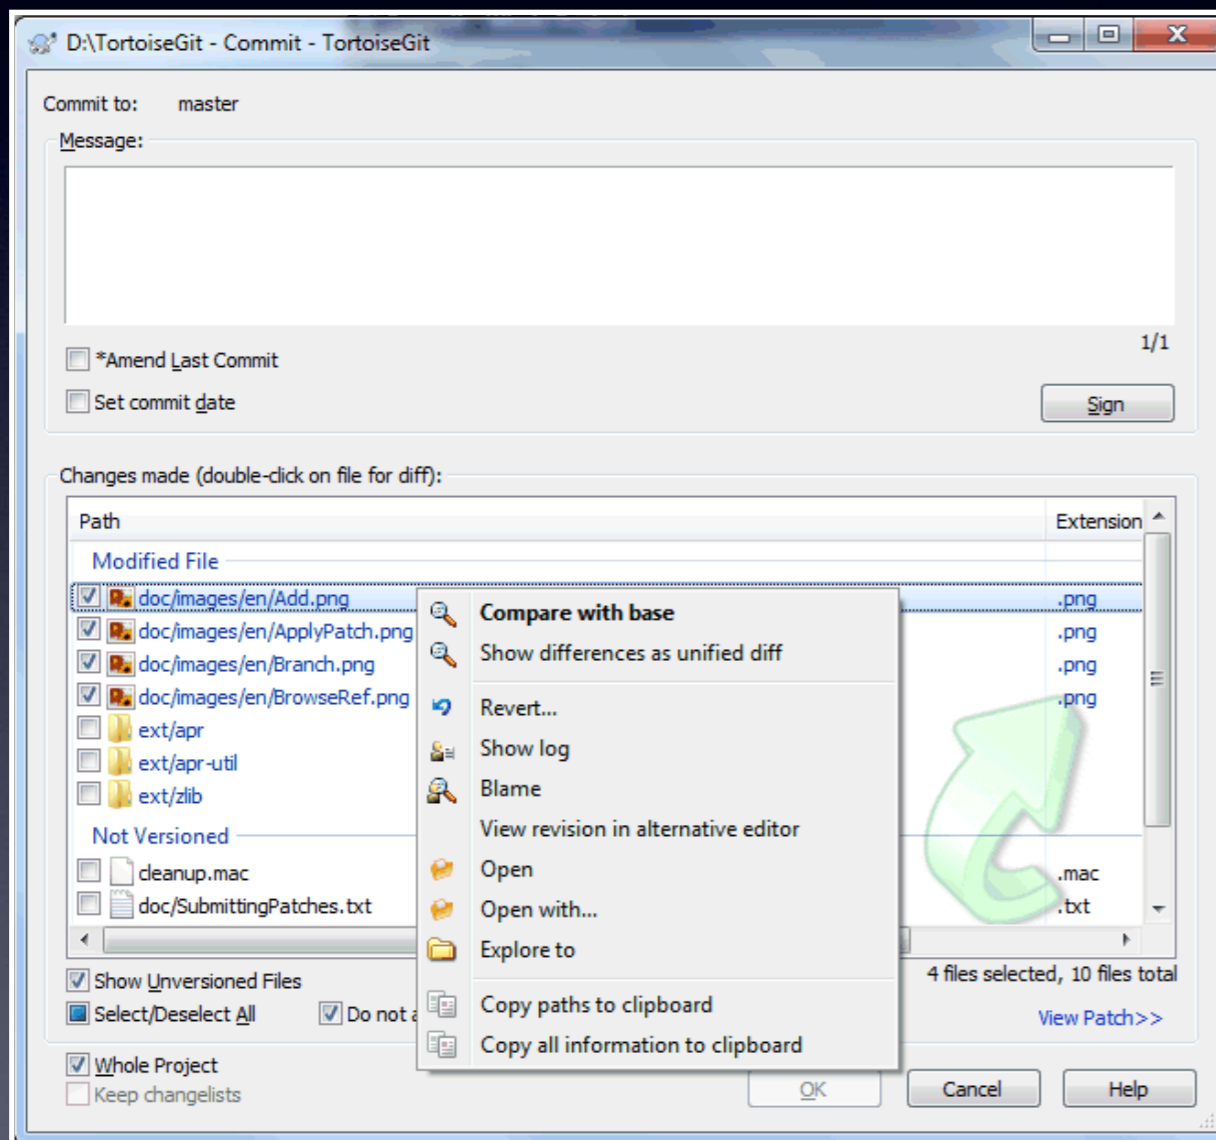 D:\TortoiseGit - Commit - TortoiseGit
Commit to: master
Message:
1/1
*Amend Last Commit
Set commit date
Sign
Changes made (double-click on file for diff):
Path Extension
Modified File
doc/images/en/Add.png .png
doc/images/en/ApplyPatch.png .png
doc/images/en/Branch.png .png
doc/images/en/BrowseRef.png .png
ext/apr
ext/apr-util
ext/zlib
Not Versioned
cleanup.mac .mac
doc/SubmittingPatches.txt .txt
Compare with base
Show differences as unified diff
Revert...
Show log
Blame
View revision in alternative editor
Open
Open with...
Explore to
Copy paths to clipboard
Copy all information to clipboard
Show Unversioned Files
4 files selected, 10 files total
Select/Deselect All
Do not
View Patch>>
Whole Project
Keep changelists
OK
Cancel
Help